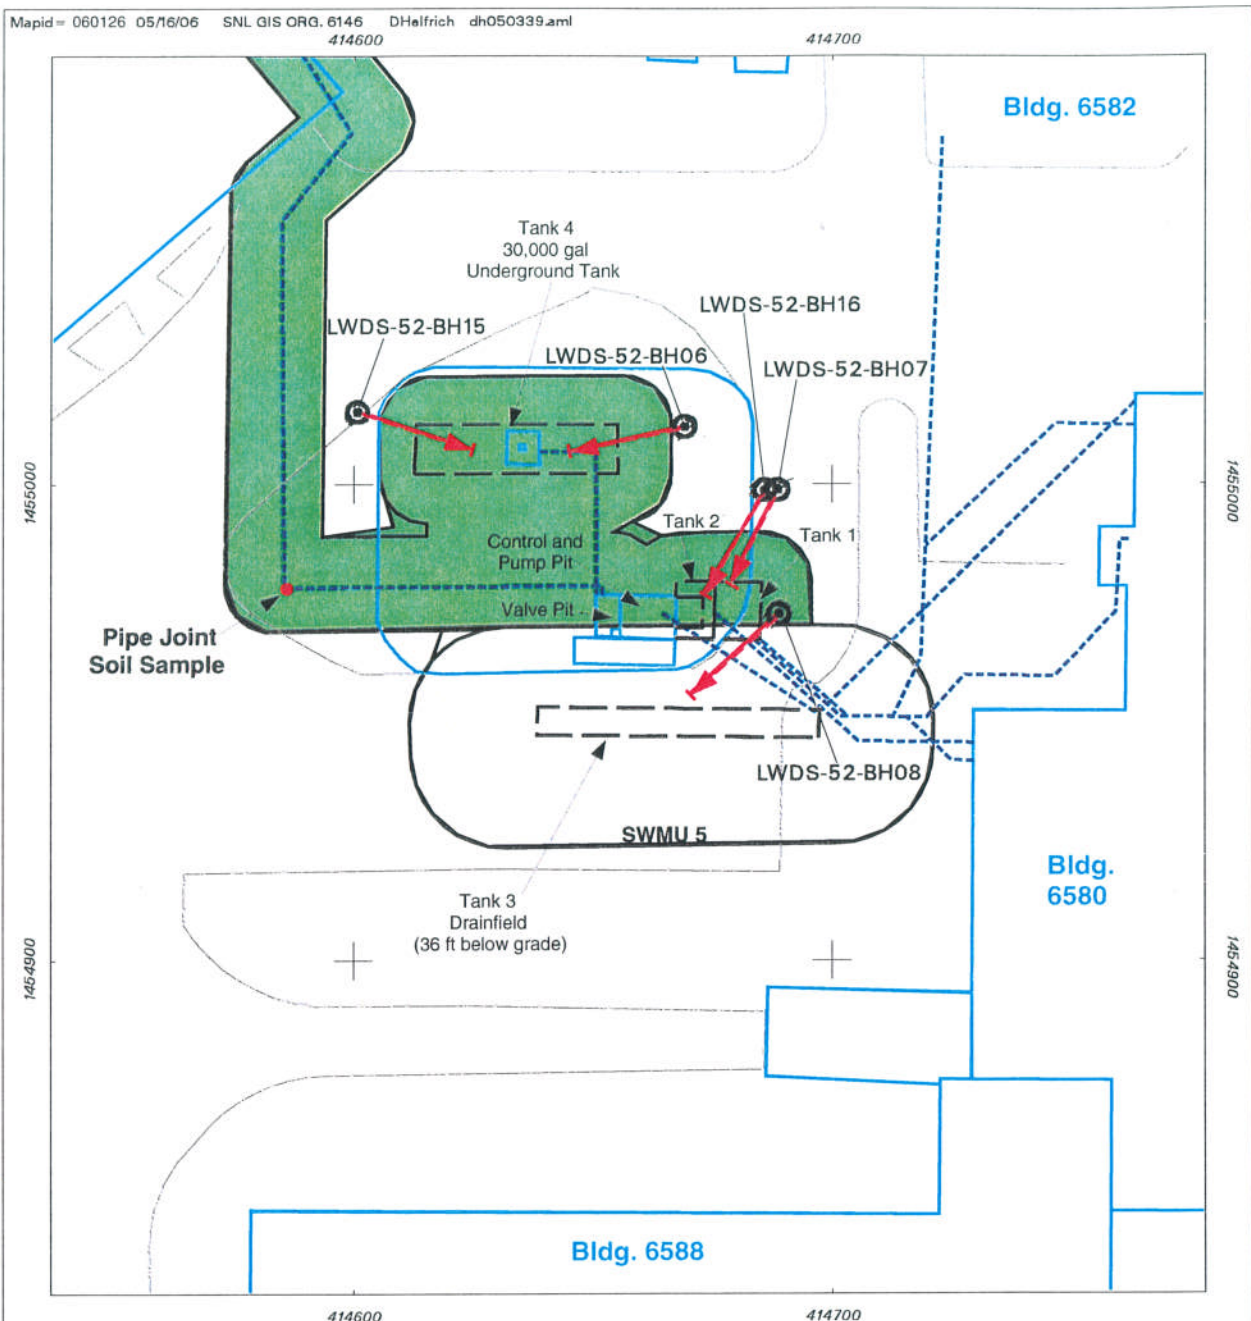 Mapid = 060126 05/16/06 SNL GIS ORG. 6146 DHelfrich dh050339.aml
414600
414700
Bldg. 6582
Tank 4
30,000 gal
Underground Tank
LWDS-52-BH16
LWDS-52-BH15
LWDS-52-BH06
LWDS-52-BH07
1455000
1455000
Tank 2
Tank 1
Control and
Pump Pit
Valve Pit
Pipe Joint
Soil Sample
LWDS-52-BH08
SWMU 5
Bldg.
6580
Tank 3
Drainfield
(36 ft below grade)
1454900
1454900
Bldg. 6588
414600
414700